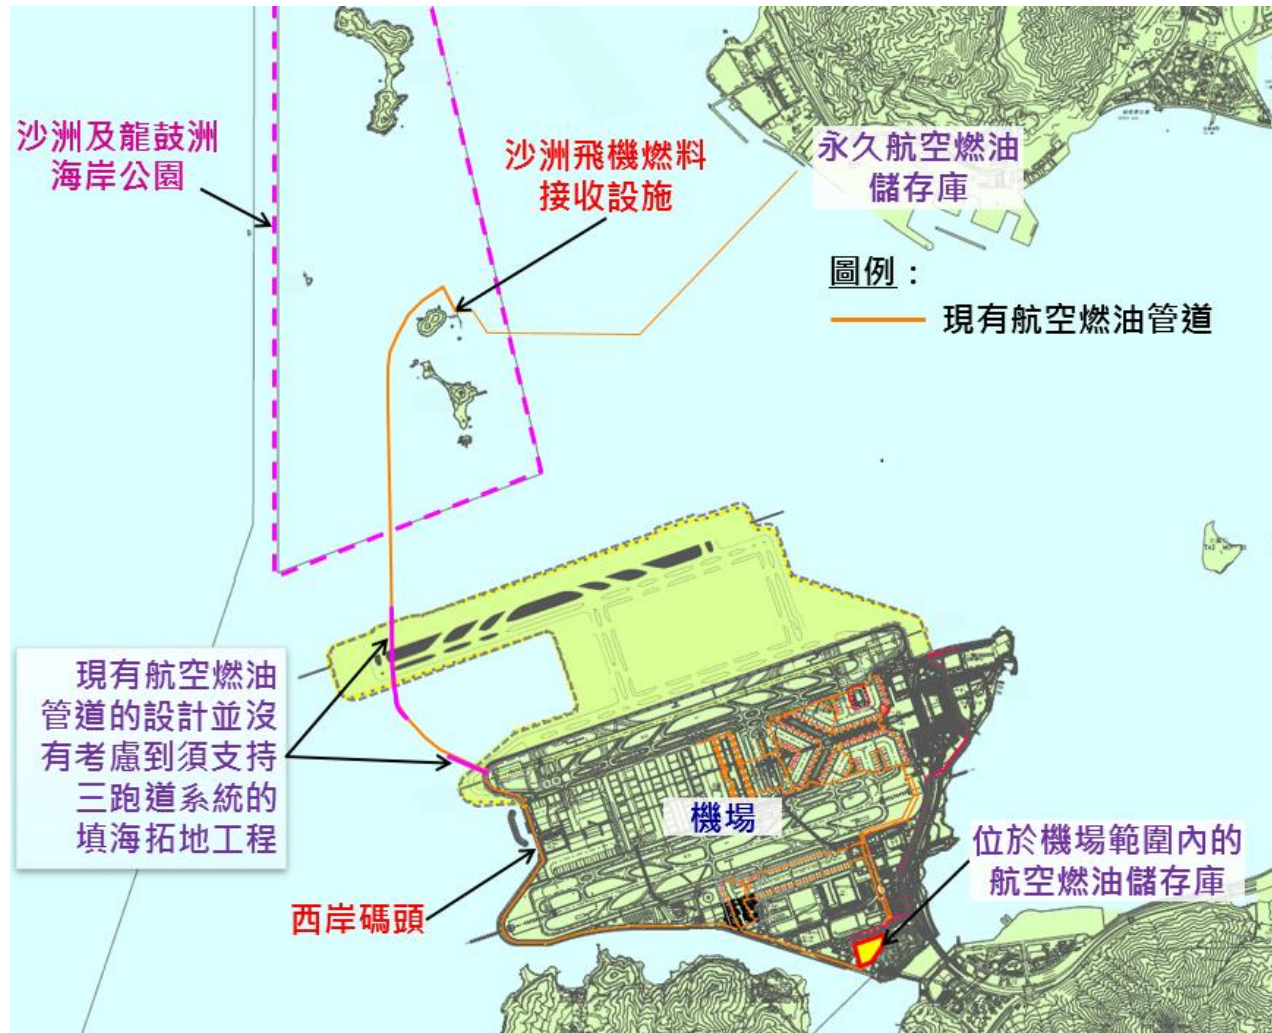 沙洲及龍鼓洲
海岸公園
沙洲飛機燃料
接收設施
永久航空燃油
儲存庫
圖例：
現有航空燃油管道
現有航空燃油
管道的設計並沒
有考慮到須支持
三跑道系統的
填海拓地工程
機場
西岸碼頭
位於機場範圍內的
航空燃油儲存庫